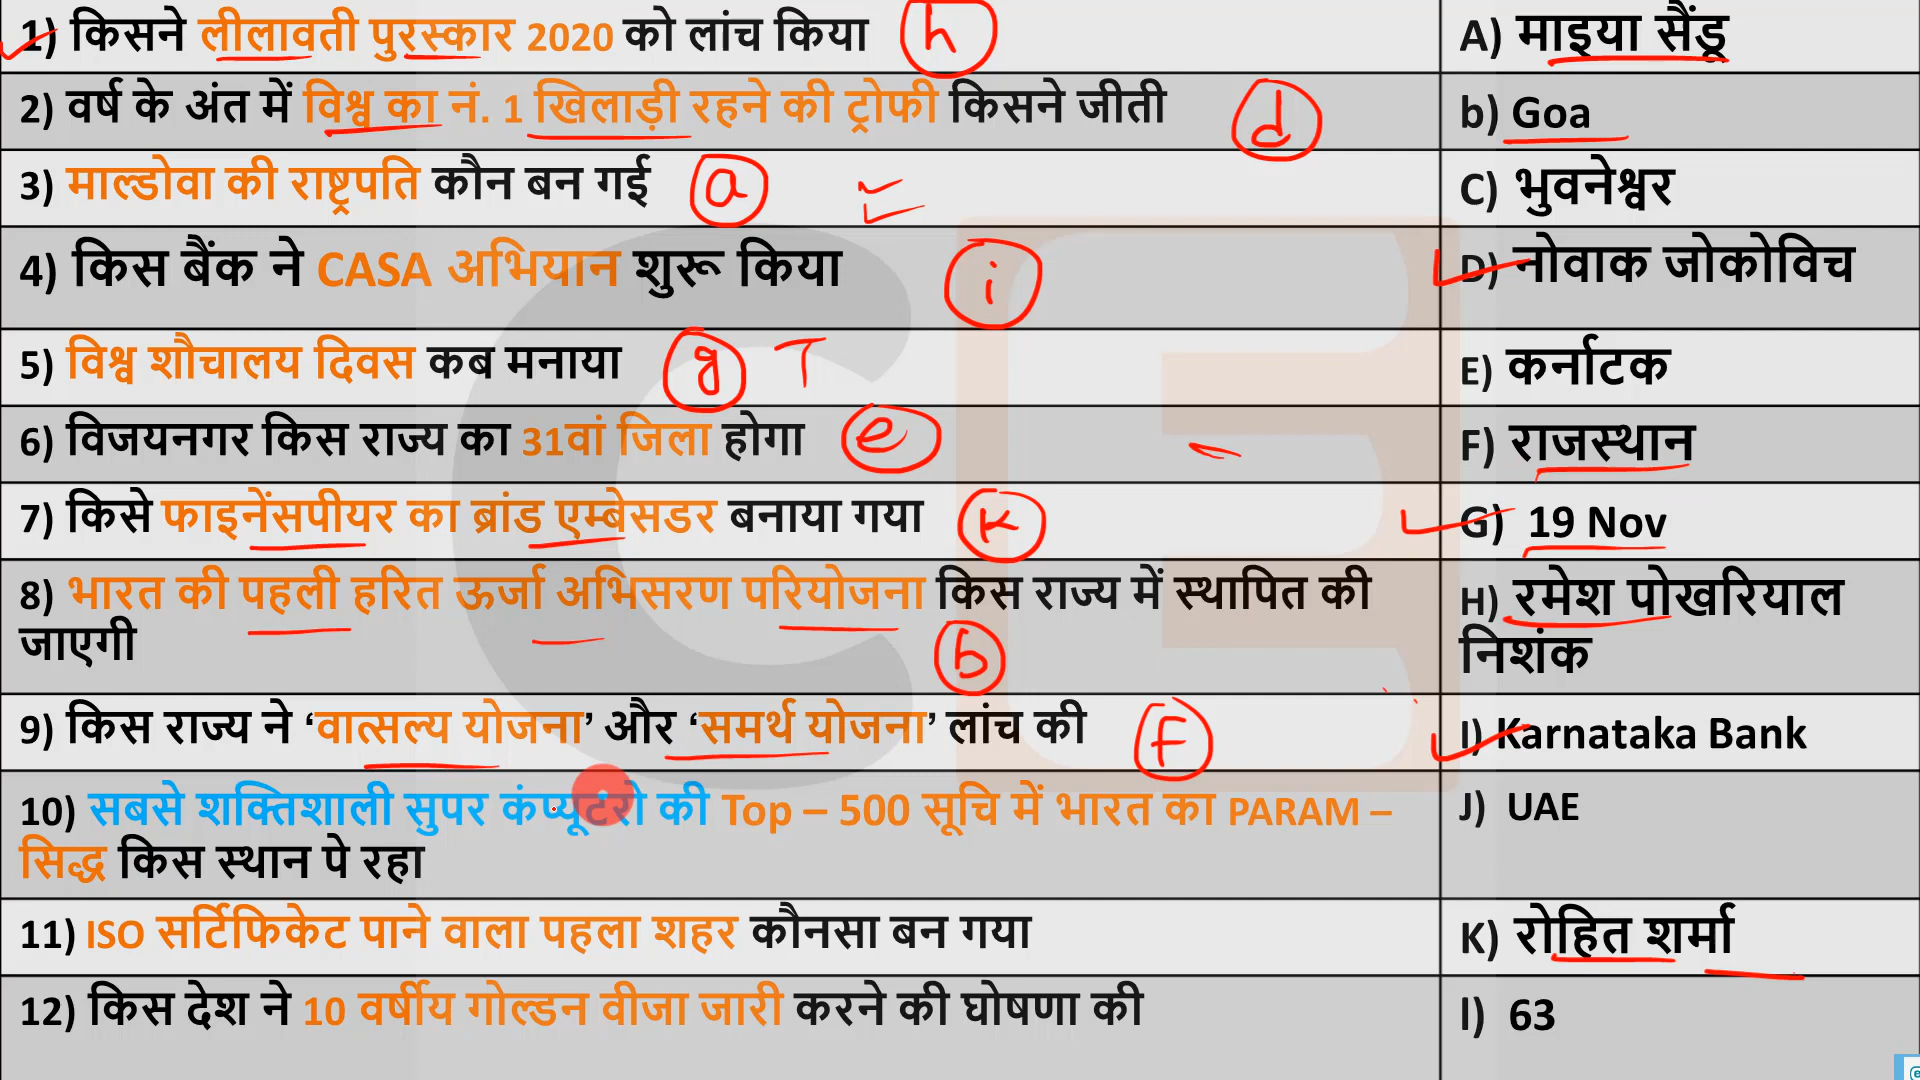 1) किसने लीलावती पुरस्कार 2020 को लांच किया h
A) माइया सैंडू
2) वर्ष के अंत में विश्व का नं. 1 खिलाड़ी रहने की ट्रोफी किसने जीती d
b) Goa
3) माल्डोवा की राष्ट्रपति कौन बन गई a
C) भुवनेश्वर
4) किस बैंक ने CASA अभियान शुरू किया i
D) नोवाक जोकोविच
5) विश्व शौचालय दिवस कब मनाया g T
E) कर्नाटक
6) विजयनगर किस राज्य का 31वां जिला होगा e
F) राजस्थान
7) किसे फाइनेंसपीयर का ब्रांड एम्बेसडर बनाया गया K
G) 19 Nov
8) भारत की पहली हरित ऊर्जा अभिसरण परियोजना किस राज्य में स्थापित की
जाएगी b
H) रमेश पोखरियाल
निशंक
9) किस राज्य ने ‘वात्सल्य योजना’ और ‘समर्थ योजना’ लांच की F
I) Karnataka Bank
10) सबसे शक्तिशाली सुपर कंप्यूटरो की Top – 500 सूचि में भारत का PARAM –
सिद्ध किस स्थान पे रहा
J) UAE
11) ISO सर्टिफिकेट पाने वाला पहला शहर कौनसा बन गया
K) रोहित शर्मा
12) किस देश ने 10 वर्षीय गोल्डन वीजा जारी करने की घोषणा की
l) 63
CE